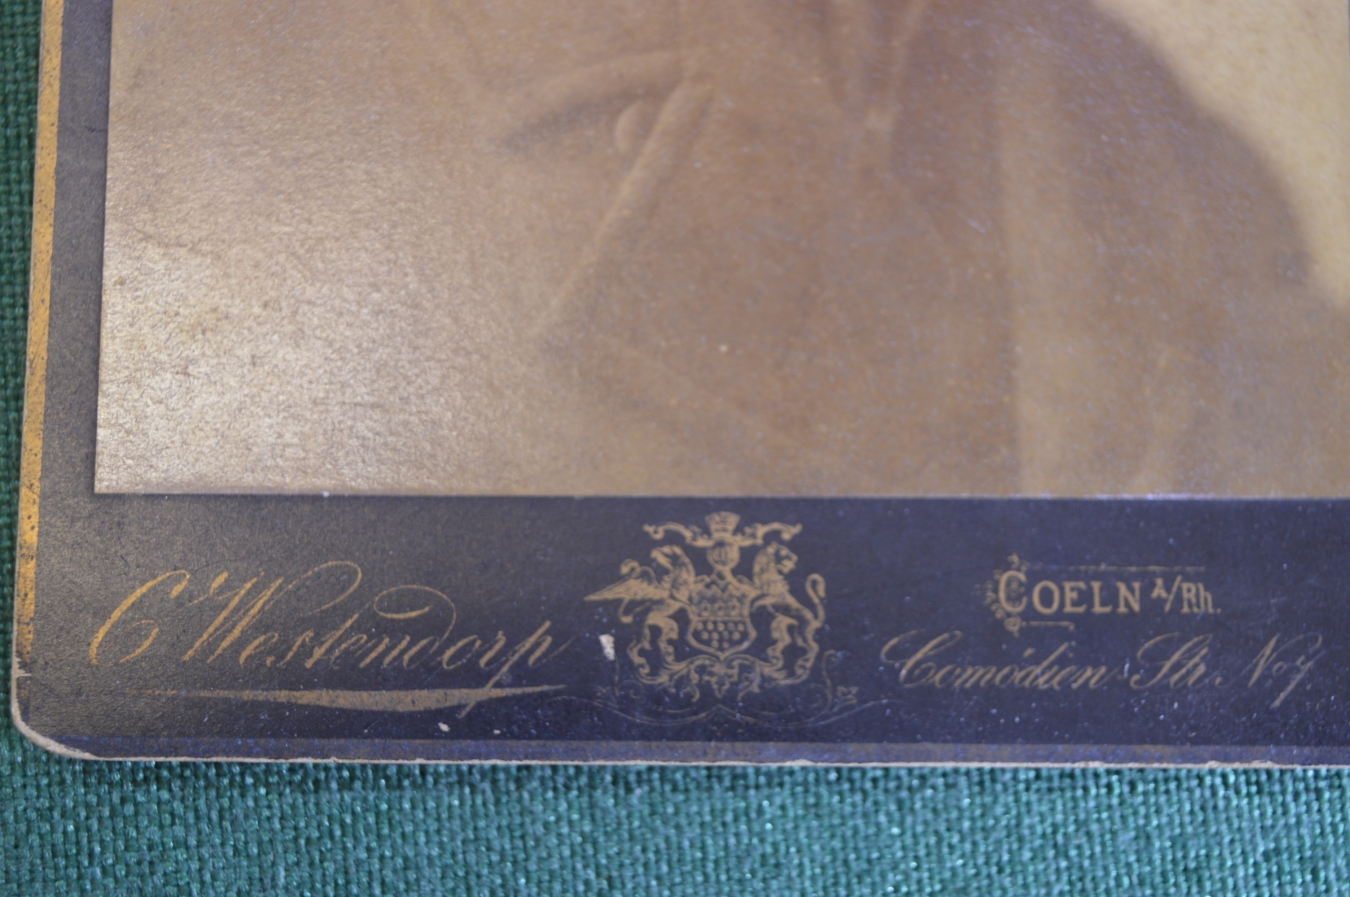 C. Westendorp
COELN A/Rh.
Comödien Str. No 7